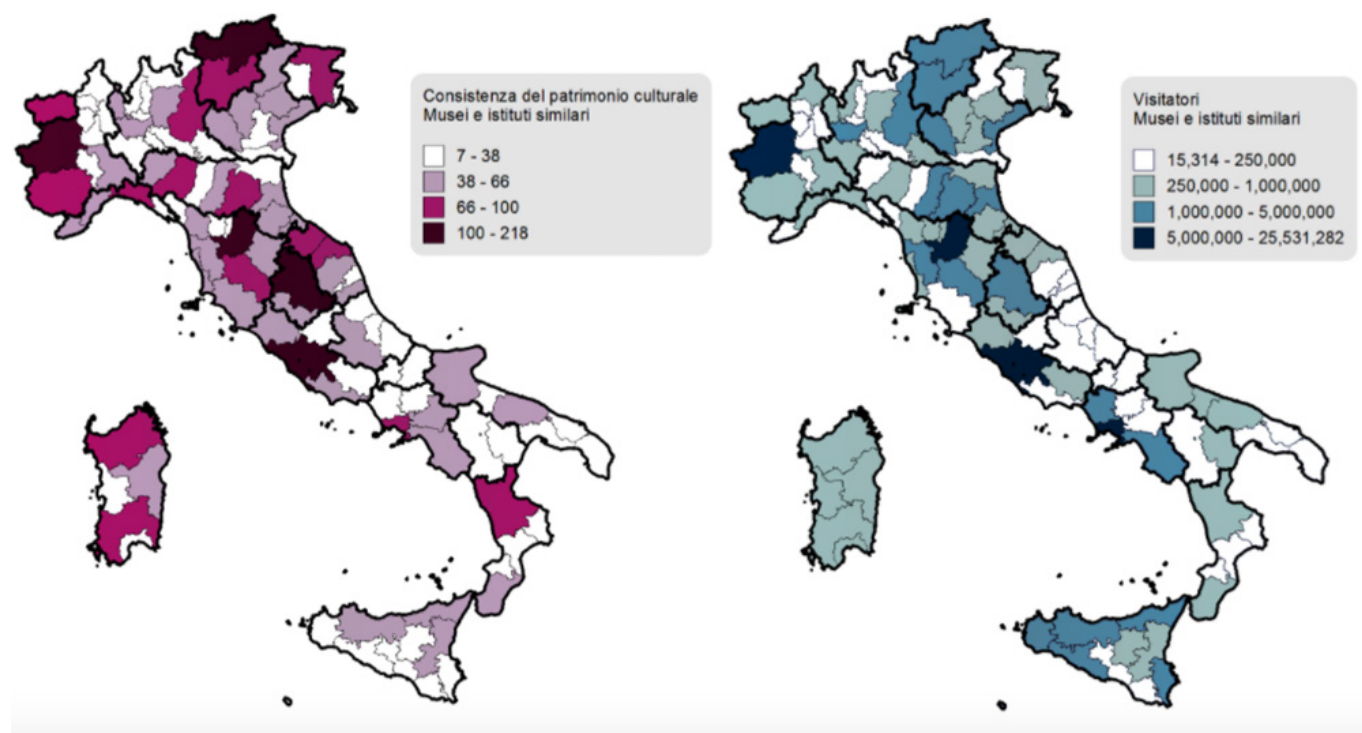 Consistenza del patrimonio culturale
Musei e istituti similari
7 - 38
38 - 66
66 - 100
100 - 218
Visitatori
Musei e istituti similari
15,314 - 250,000
250,000 - 1,000,000
1,000,000 - 5,000,000
5,000,000 - 25,531,282